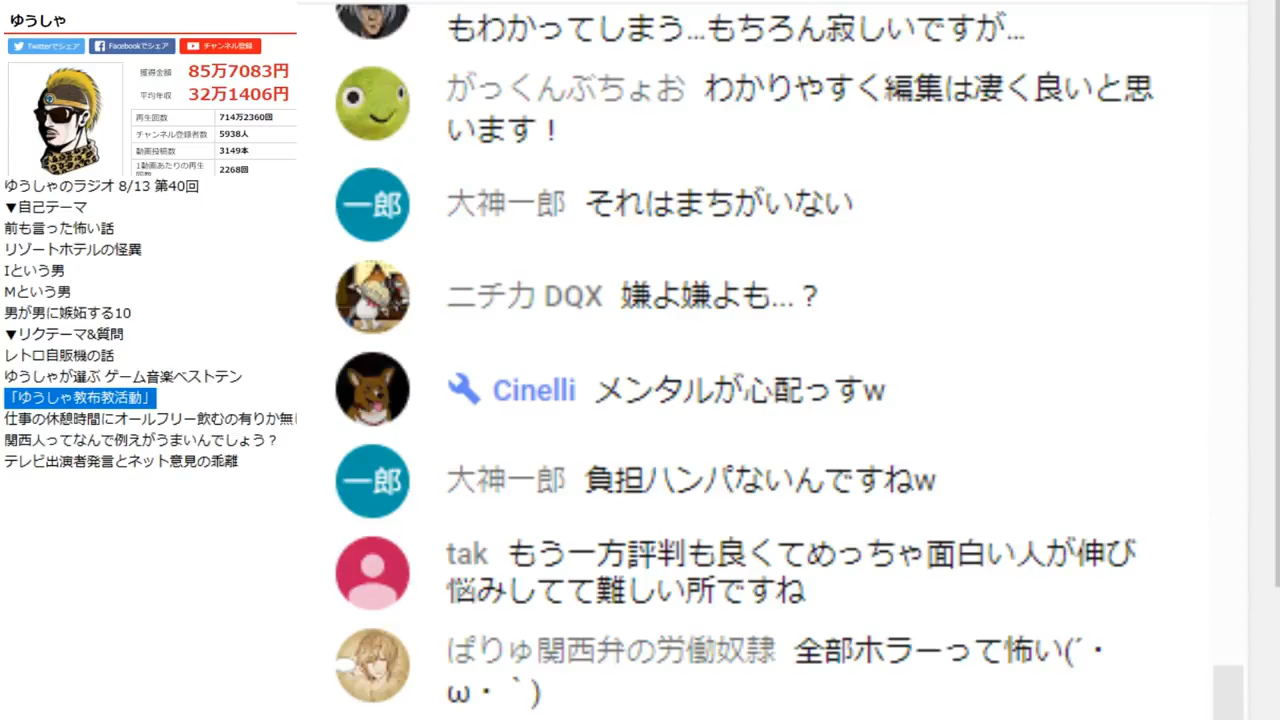 ゆうしゃ
Twitterでシェア
Facebookでシェア
チャンネル登録
獲得金額 85万7083円
平均年収 32万1406円
再生回数 714万2360回
チャンネル登録者数 5938人
動画投稿数 3149本
1動画あたりの再生 2268回
ゆうしゃのラジオ 8/13 第40回
▼自己テーマ
前も言った怖い話
リゾートホテルの怪異
Iという男
Mという男
男が男に嫉妬する10
▼リクテーマ&質問
レトロ自販機の話
ゆうしゃが選ぶ ゲーム音楽ベストテン
「ゆうしゃ教布教活動」
仕事の休憩時間にオールフリー飲むの有りか無し
関西人ってなんで例えがうまいんでしょう？
テレビ出演者発言とネット意見の乖離
もわかってしまう...もちろん寂しいですが...
がっくんぶちょお わかりやすく編集は凄く良いと思
います！
一郎
大神一郎 それはまちがいない
ニチカ DQX 嫌よ嫌よも...？
Cinelli メンタルが心配っすw
一郎
大神一郎 負担ハンパないんですねw
tak もう一方評判も良くてめっちゃ面白い人が伸び
悩みしてて難しい所ですね
ぱりゅ関西弁の労働奴隷 全部ホラーって怖い(´・
ω・｀)